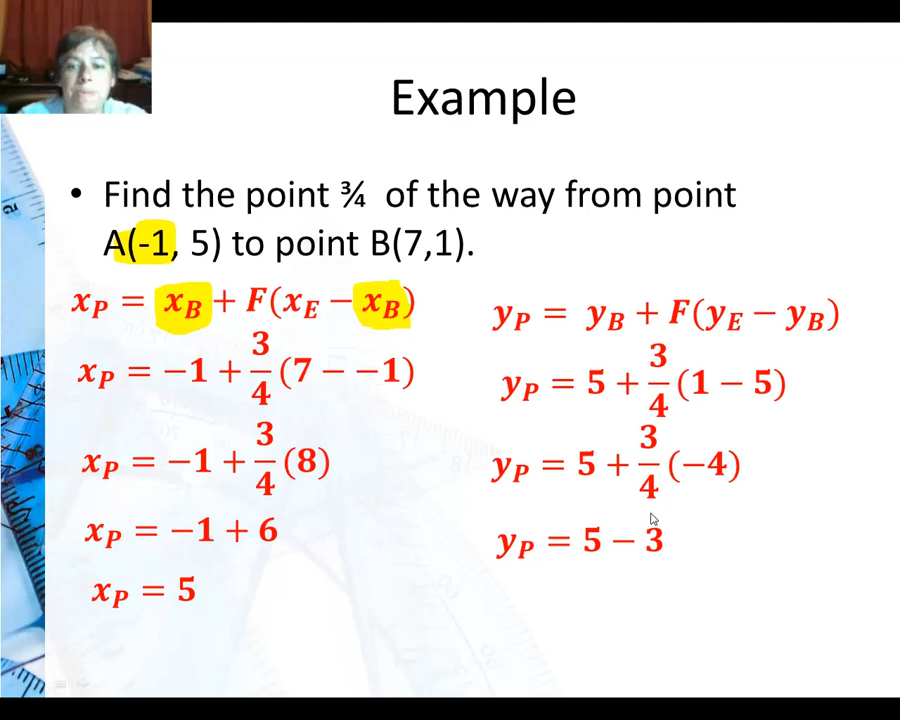 Example
• Find the point ¾ of the way from point
A(-1, 5) to point B(7,1).
x_P = x_B + F(x_E − x_B)
x_P = −1 + 3/4 (7 − −1)
x_P = −1 + 3/4 (8)
x_P = −1 + 6
x_P = 5
y_P = y_B + F(y_E − y_B)
y_P = 5 + 3/4 (1 − 5)
y_P = 5 + 3/4 (−4)
y_P = 5 − 3